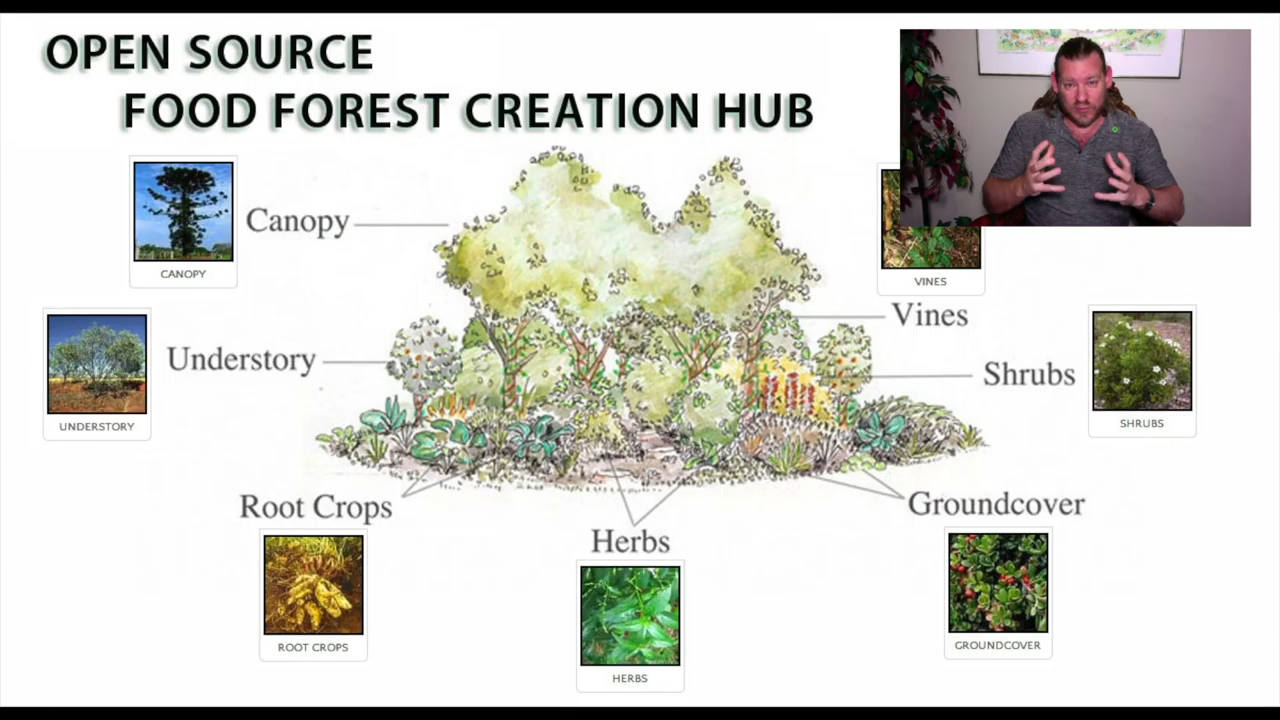 OPEN SOURCE
FOOD FOREST CREATION HUB
Canopy
CANOPY
VINES
Vines
Understory
UNDERSTORY
Shrubs
SHRUBS
Root Crops
ROOT CROPS
Herbs
HERBS
Groundcover
GROUNDCOVER